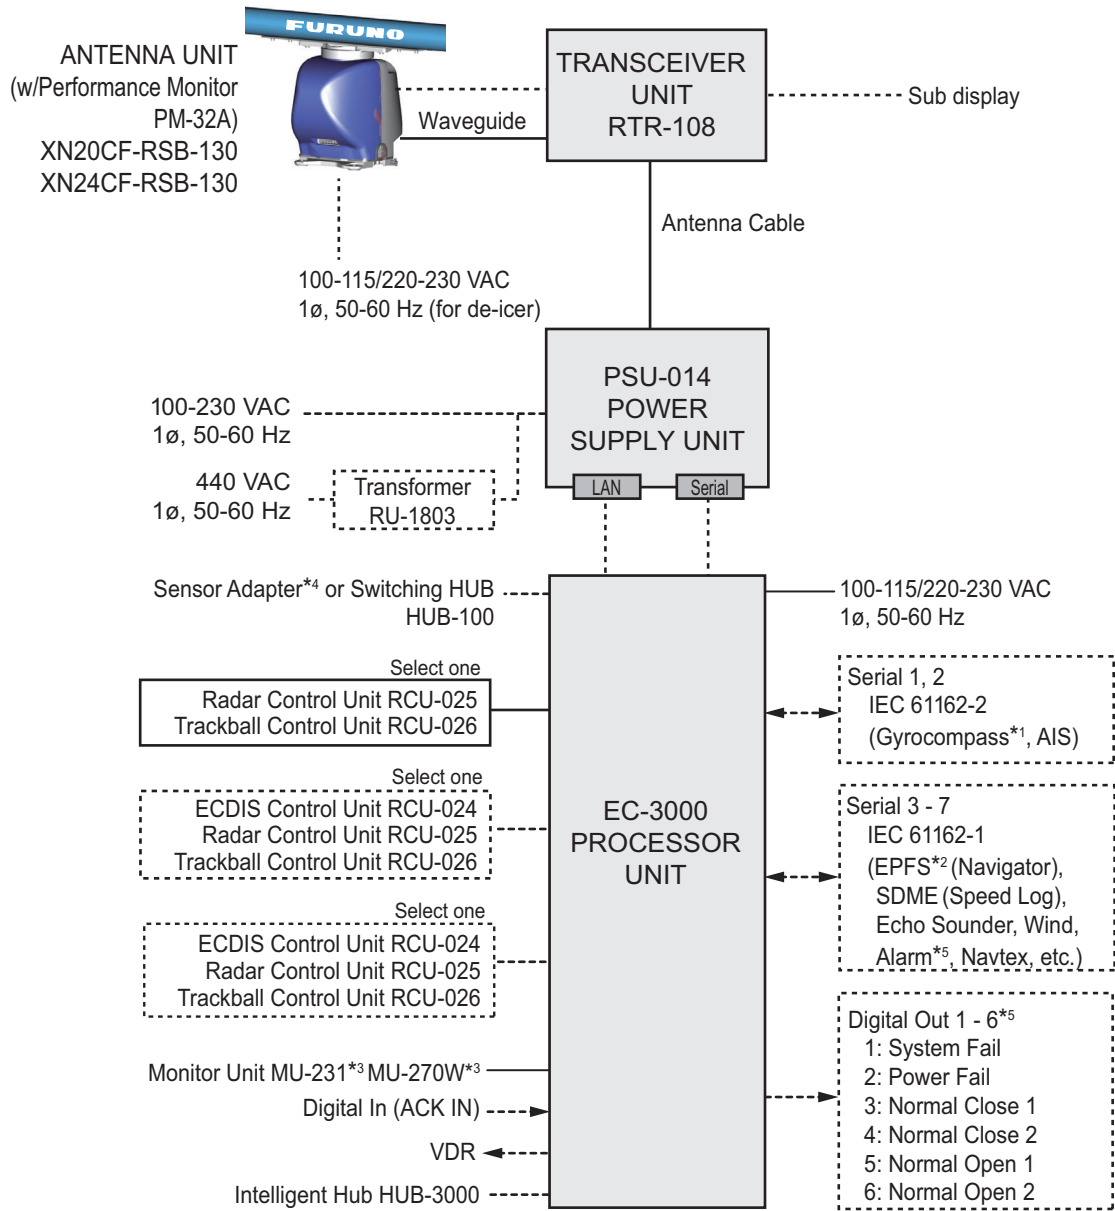 FURUNO
ANTENNA UNIT
(w/Performance Monitor
PM-32A)
XN20CF-RSB-130
XN24CF-RSB-130
Waveguide
TRANSCEIVER
UNIT
RTR-108
Sub display
Antenna Cable
100-115/220-230 VAC
1ø, 50-60 Hz (for de-icer)
PSU-014
POWER
SUPPLY UNIT
LAN
Serial
100-230 VAC
1ø, 50-60 Hz
440 VAC
1ø, 50-60 Hz
Transformer
RU-1803
Sensor Adapter*4 or Switching HUB
HUB-100
100-115/220-230 VAC
1ø, 50-60 Hz
Select one
Radar Control Unit RCU-025
Trackball Control Unit RCU-026
Select one
ECDIS Control Unit RCU-024
Radar Control Unit RCU-025
Trackball Control Unit RCU-026
Select one
ECDIS Control Unit RCU-024
Radar Control Unit RCU-025
Trackball Control Unit RCU-026
EC-3000
PROCESSOR
UNIT
Serial 1, 2
IEC 61162-2
(Gyrocompass*1, AIS)
Serial 3 - 7
IEC 61162-1
(EPFS*2 (Navigator),
SDME (Speed Log),
Echo Sounder, Wind,
Alarm*5, Navtex, etc.)
Digital Out 1 - 6*5
1: System Fail
2: Power Fail
3: Normal Close 1
4: Normal Close 2
5: Normal Open 1
6: Normal Open 2
Monitor Unit MU-231*3 MU-270W*3
Digital In (ACK IN)
VDR
Intelligent Hub HUB-3000